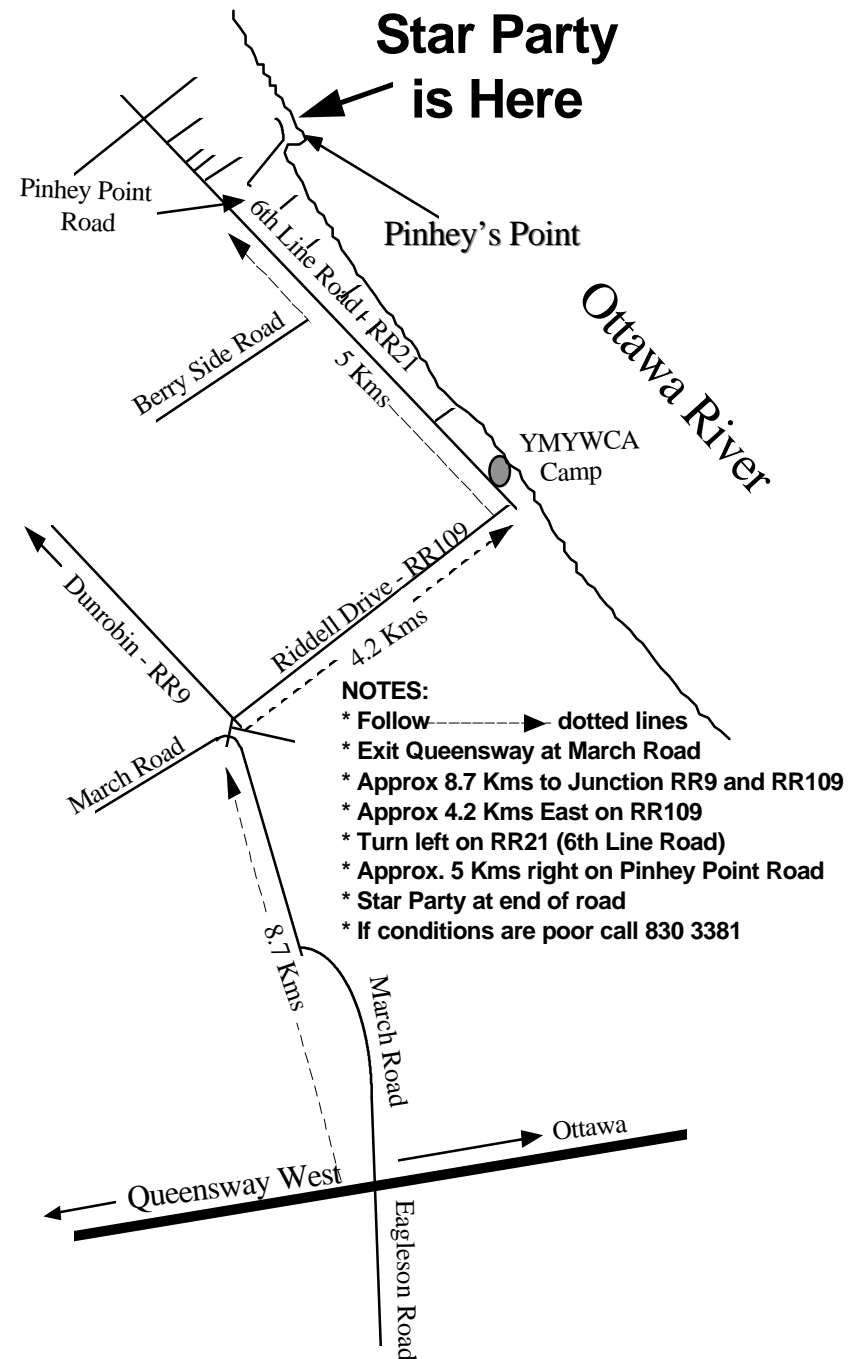 Star Party
is Here
Pinhey Point
Road
6th Line Road - RR21
Pinhey's Point
Ottawa River
Berry Side Road
5 Kms
YMYWCA
Camp
Dunrobin - RR9
Riddell Drive - RR109
4.2 Kms
March Road
NOTES:
* Follow dotted lines
* Exit Queensway at March Road
* Approx 8.7 Kms to Junction RR9 and RR109
* Approx 4.2 Kms East on RR109
* Turn left on RR21 (6th Line Road)
* Approx. 5 Kms right on Pinhey Point Road
* Star Party at end of road
* If conditions are poor call 830 3381
8.7 Kms
March Road
Ottawa
Queensway West
Eagleson Road